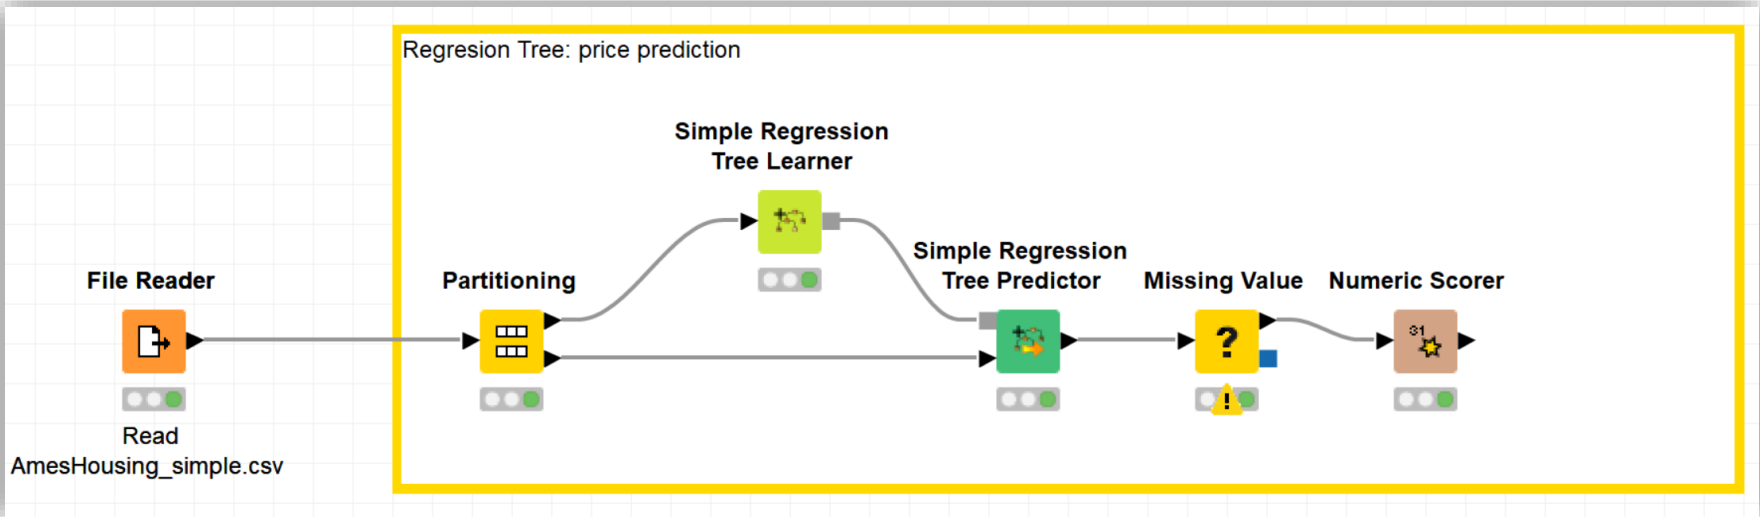 Regresion Tree: price prediction
Simple Regression
Tree Learner
Simple Regression
Tree Predictor
File Reader
Partitioning
Missing Value
Numeric Scorer
?
31
!
Read
AmesHousing_simple.csv